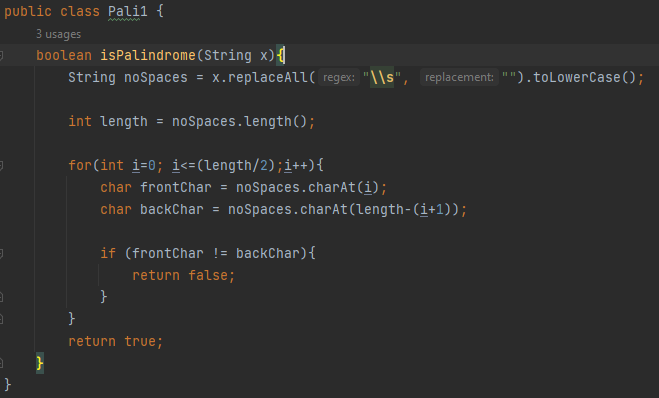 public class Pali1 {
3 usages
boolean isPalindrome(String x){
String noSpaces = x.replaceAll( regex: "\\s", replacement: "").toLowerCase();
int length = noSpaces.length();
for(int i=0; i<=(length/2);i++){
char frontChar = noSpaces.charAt(i);
char backChar = noSpaces.charAt(length-(i+1));
if (frontChar != backChar){
return false;
}
}
return true;
}
}